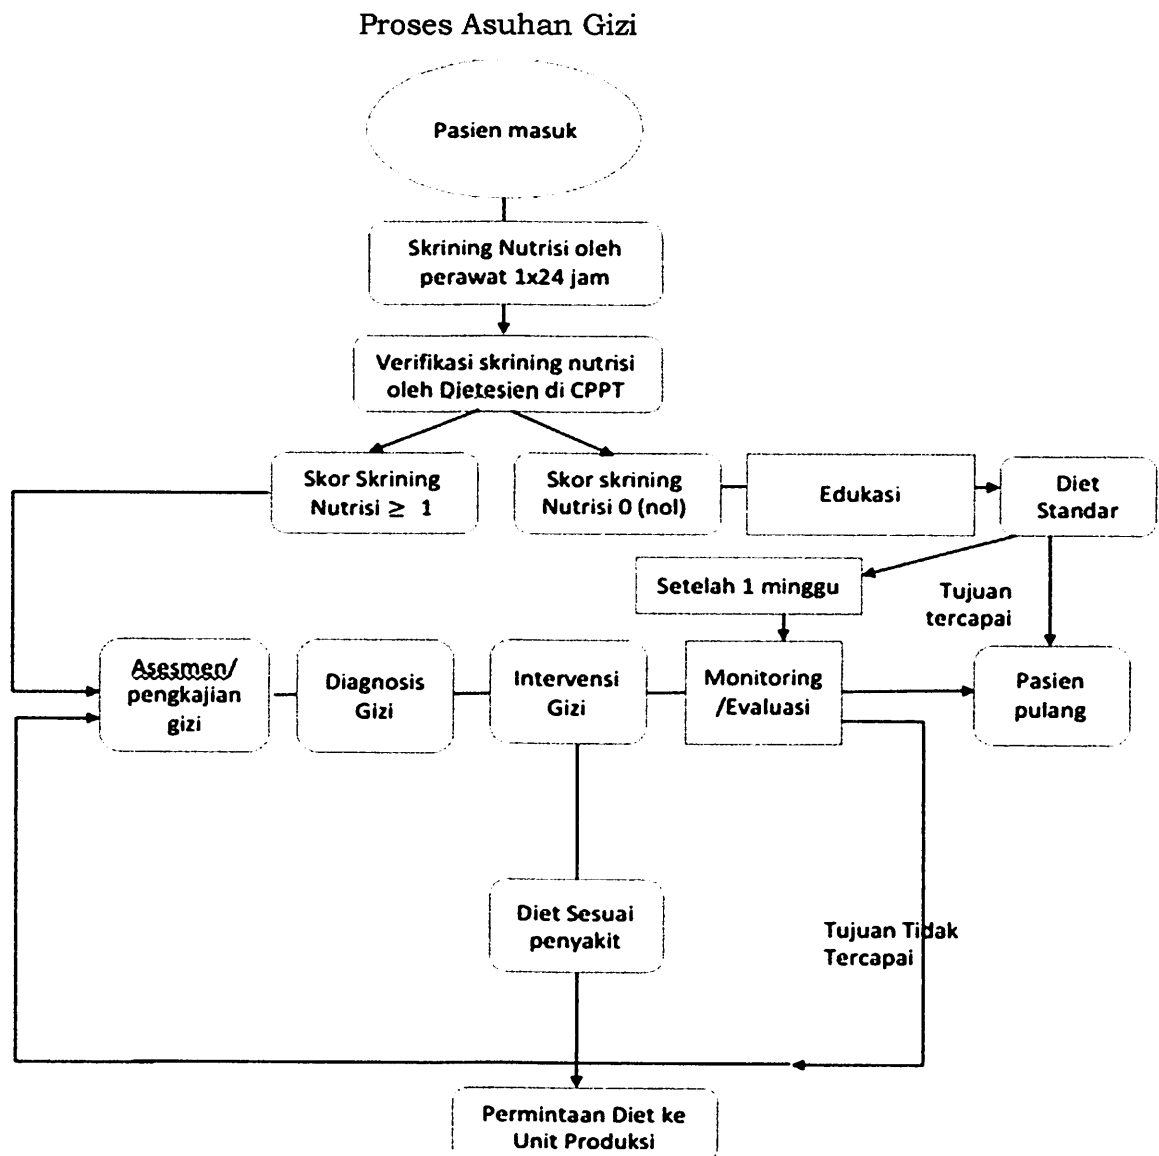 Proses Asuhan Gizi
Pasien masuk
Skrining Nutrisi oleh
perawat 1x24 jam
Verifikasi skrining nutrisi
oleh Dietesien di CPPT
Skor Skrining
Nutrisi ≥ 1
Skor skrining
Nutrisi 0 (nol)
Edukasi
Diet
Standar
Setelah 1 minggu
Tujuan
tercapai
Asesmen/
pengkajian
gizi
Diagnosis
Gizi
Intervensi
Gizi
Monitoring
/Evaluasi
Pasien
pulang
Diet Sesuai
penyakit
Tujuan Tidak
Tercapai
Permintaan Diet ke
Unit Produksi